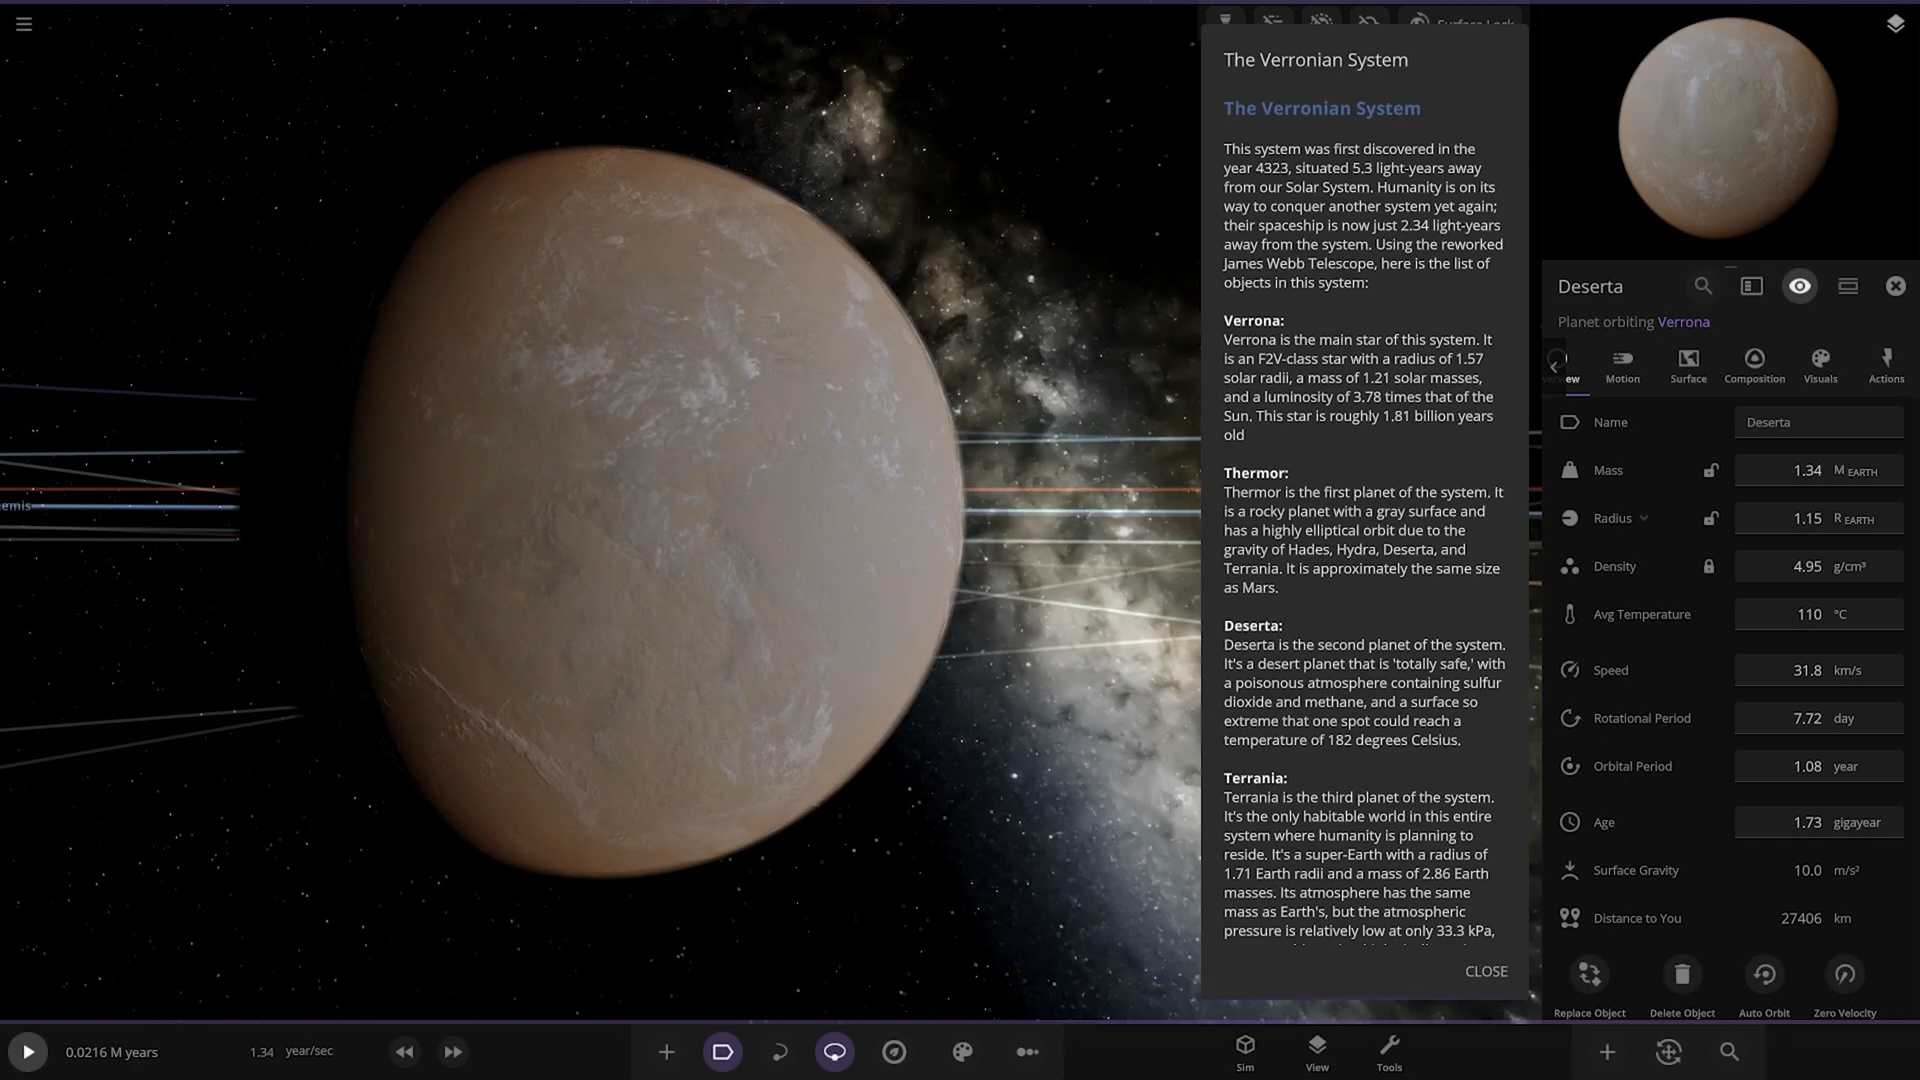 Surface Lock
The Verronian System
The Verronian System
This system was first discovered in the
year 4323, situated 5,3 light-years away
from our Solar System. Humanity is on its
way to conquer another system yet again;
their spaceship is now just 2.34 light-years
away from the system. Using the reworked
James Webb Telescope, here is the list of
objects in this system:
Verrona:
Verrona is the main star of this system. It
is an F2V-class star with a radius of 1.57
solar radii, a mass of 1.21 solar masses,
and a luminosity of 3.78 times that of the
Sun. This star is roughly 1.81 billion years
old
Thermor:
Thermor is the first planet of the system. It
is a rocky planet with a gray surface and
has a highly elliptical orbit due to the
gravity of Hades, Hydra, Deserta, and
Terrania. It is approximately the same size
as Mars.
Deserta:
Deserta is the second planet of the system.
It's a desert planet that is 'totally safe,' with
a poisonous atmosphere containing sulfur
dioxide and methane, and a surface so
extreme that one spot could reach a
temperature of 182 degrees Celsius.
Terrania:
Terrania is the third planet of the system.
It's the only habitable world in this entire
system where humanity is planning to
reside. It's a super-Earth with a radius of
1.71 Earth radii and a mass of 2.86 Earth
masses. Its atmosphere has the same
mass as Earth's, but the atmospheric
pressure is relatively low at only 33.3 kPa,
CLOSE
emis
Deserta
Planet orbiting Verrona
ew
Motion
Surface
Composition
Visuals
Actions
Name Deserta
Mass 1.34 M EARTH
Radius 1.15 R EARTH
Density 4.95 g/cm³
Avg Temperature 110 °C
Speed 31.8 km/s
Rotational Period 7.72 day
Orbital Period 1.08 year
Age 1.73 gigayear
Surface Gravity 10.0 m/s²
Distance to You 27406 km
Replace Object
Delete Object
Auto Orbit
Zero Velocity
0.0216 M years
1.34 year/sec
Sim
View
Tools